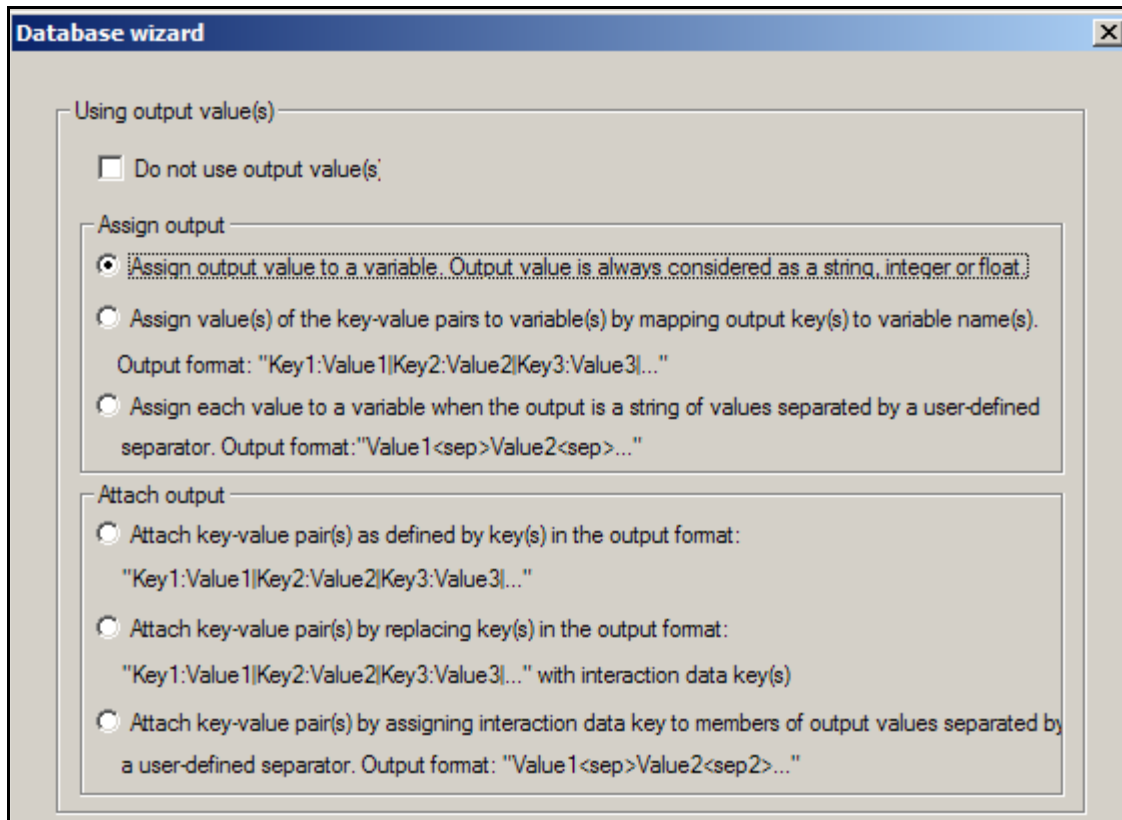 Database wizard
Using output value(s)
Do not use output value(s)
Assign output
Assign output value to a variable. Output value is always considered as a string, integer or float.
Assign value(s) of the key-value pairs to variable(s) by mapping output key(s) to variable name(s).
Output format: "Key1:Value1|Key2:Value2|Key3:Value3|..."
Assign each value to a variable when the output is a string of values separated by a user-defined
separator. Output format:"Value1<sep>Value2<sep>..."
Attach output
Attach key-value pair(s) as defined by key(s) in the output format:
"Key1:Value1|Key2:Value2|Key3:Value3|..."
Attach key-value pair(s) by replacing key(s) in the output format:
"Key1:Value1|Key2:Value2|Key3:Value3|..." with interaction data key(s)
Attach key-value pair(s) by assigning interaction data key to members of output values separated by
a user-defined separator. Output format: "Value1<sep>Value2<sep2>..."